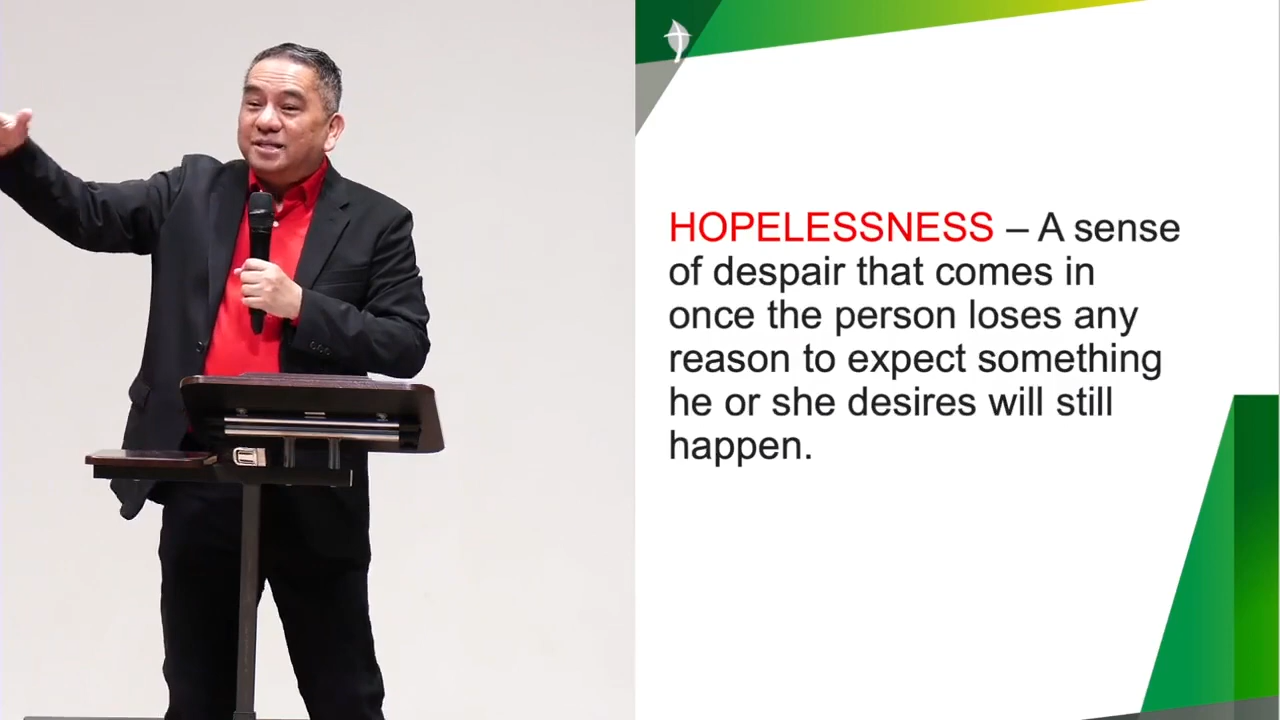 HOPELESSNESS – A sense
of despair that comes in
once the person loses any
reason to expect something
he or she desires will still
happen.